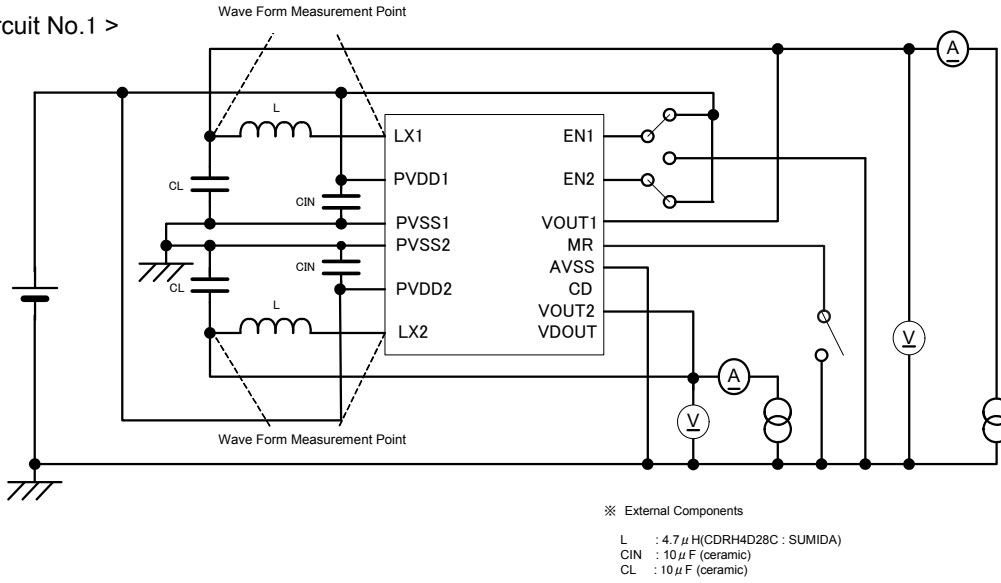 Wave Form Measurement Point
rcuit No.1 >
A
L
LX1
EN1
CL
PVDD1
EN2
CIN
PVSS1
VOUT1
PVSS2
MR
CIN
AVSS
CL
PVDD2
CD
L
VOUT2
LX2
VDOUT
V
A
V
Wave Form Measurement Point
※ External Components
L : 4.7μH(CDRH4D28C : SUMIDA)
CIN : 10μF (ceramic)
CL : 10μF (ceramic)